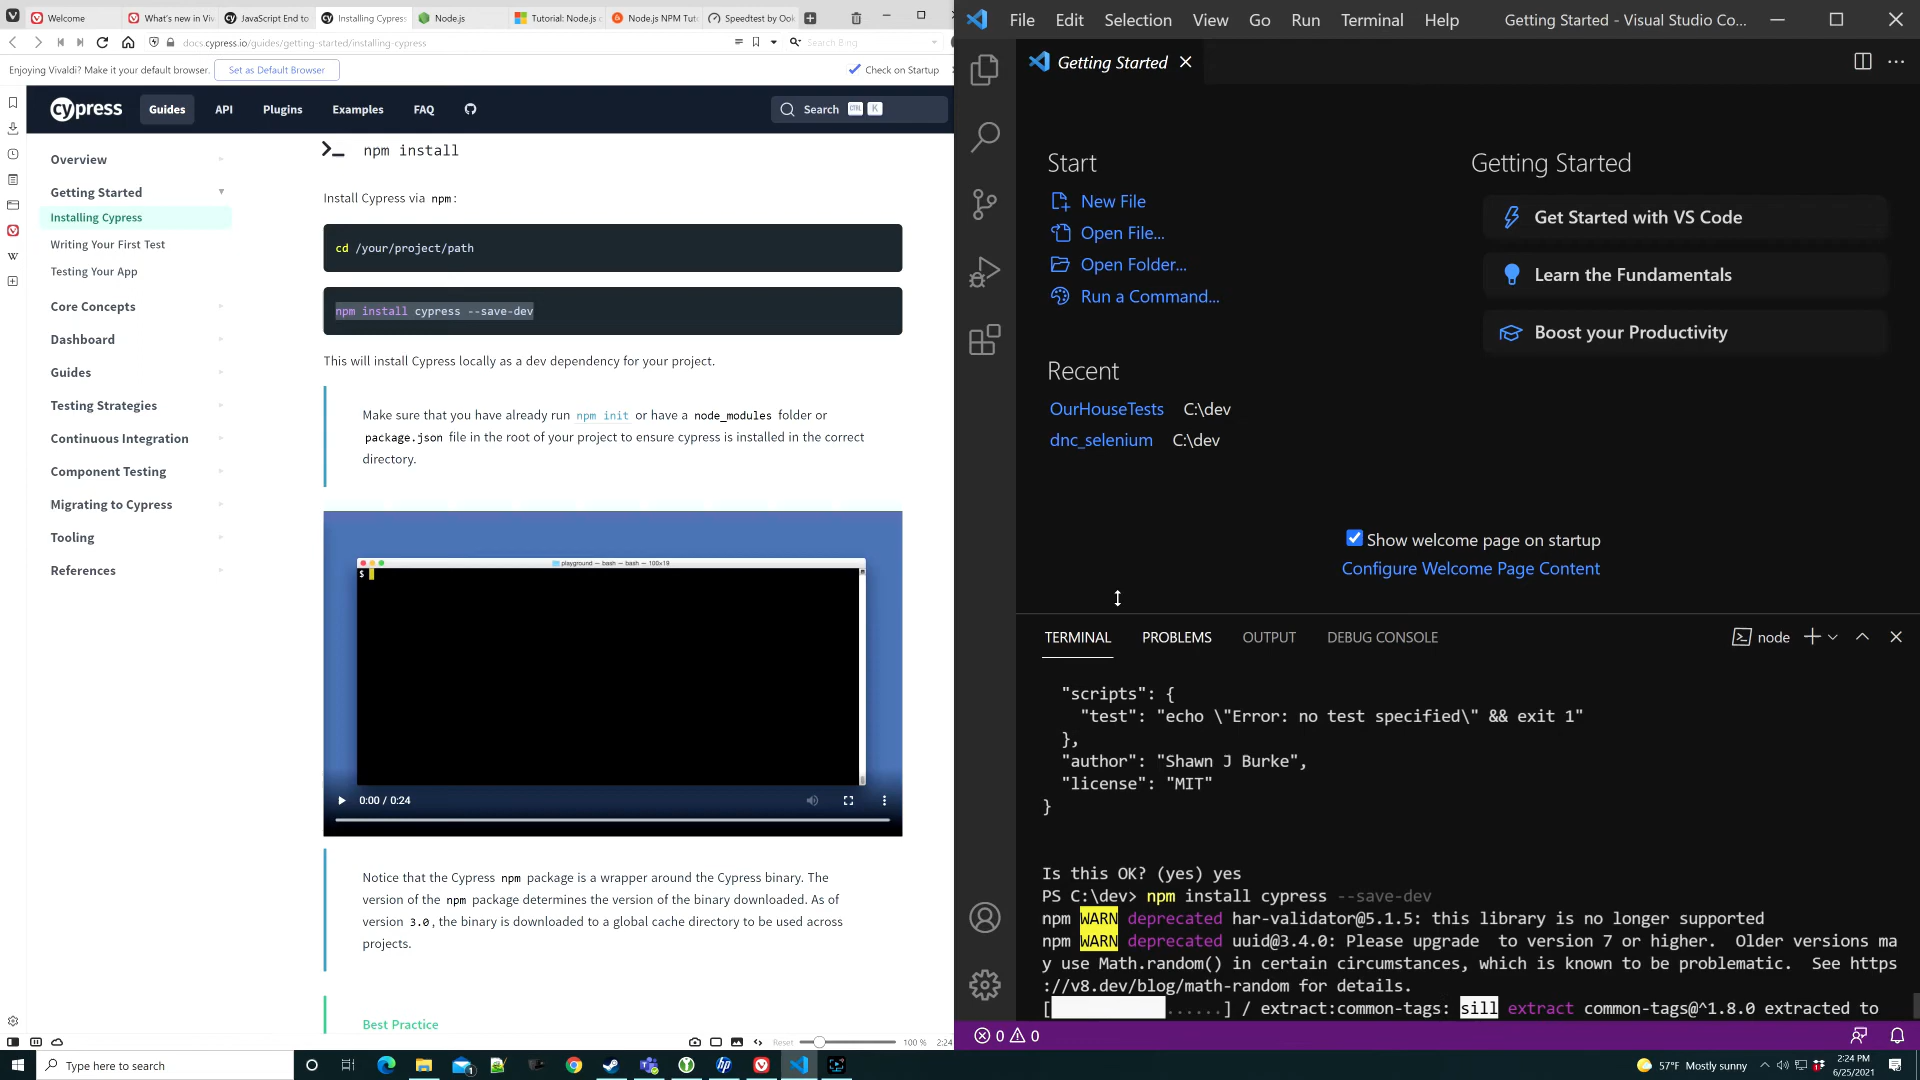 Welcome
What's new in Viv
JavaScript End to
Installing Cypress
Node.js
Tutorial: Node.js
Node.js NPM Tut
Speedtest by Ook
docs.cypress.io/guides/getting-started/installing-cypress
Search Bing
Enjoying Vivaldi? Make it your default browser.
Set as Default Browser
Check on Startup
cypress
Guides
API
Plugins
Examples
FAQ
Search
CTRL
K
Overview
Getting Started
Installing Cypress
Writing Your First Test
Testing Your App
Core Concepts
Dashboard
Guides
Testing Strategies
Continuous Integration
Component Testing
Migrating to Cypress
Tooling
References
npm install
Install Cypress via npm:
cd /your/project/path
npm install cypress --save-dev
This will install Cypress locally as a dev dependency for your project.
Make sure that you have already run npm init or have a node_modules folder or
package.json file in the root of your project to ensure cypress is installed in the correct
directory.
playground — bash — bash — 100×19
$
0:00 / 0:24
Notice that the Cypress npm package is a wrapper around the Cypress binary. The
version of the npm package determines the version of the binary downloaded. As of
version 3.0, the binary is downloaded to a global cache directory to be used across
projects.
Best Practice
Reset
100 %
2:24
File
Edit
Selection
View
Go
Run
Terminal
Help
Getting Started - Visual Studio Co...
Getting Started
Start
New File
Open File...
Open Folder...
Run a Command...
Recent
OurHouseTests C:\dev
dnc_selenium C:\dev
Getting Started
Get Started with VS Code
Learn the Fundamentals
Boost your Productivity
Show welcome page on startup
Configure Welcome Page Content
TERMINAL
PROBLEMS
OUTPUT
DEBUG CONSOLE
node
"scripts": {
"test": "echo \"Error: no test specified\" && exit 1"
},
"author": "Shawn J Burke",
"license": "MIT"
}
Is this OK? (yes) yes
PS C:\dev> npm install cypress --save-dev
npm WARN deprecated har-validator@5.1.5: this library is no longer supported
npm WARN deprecated uuid@3.4.0: Please upgrade  to version 7 or higher.  Older versions ma
y use Math.random() in certain circumstances, which is known to be problematic.  See https
://v8.dev/blog/math-random for details.
[ ......] / extract:common-tags: sill extract common-tags@^1.8.0 extracted to
0
0
Type here to search
1
57°F Mostly sunny
2:24 PM
6/25/2021